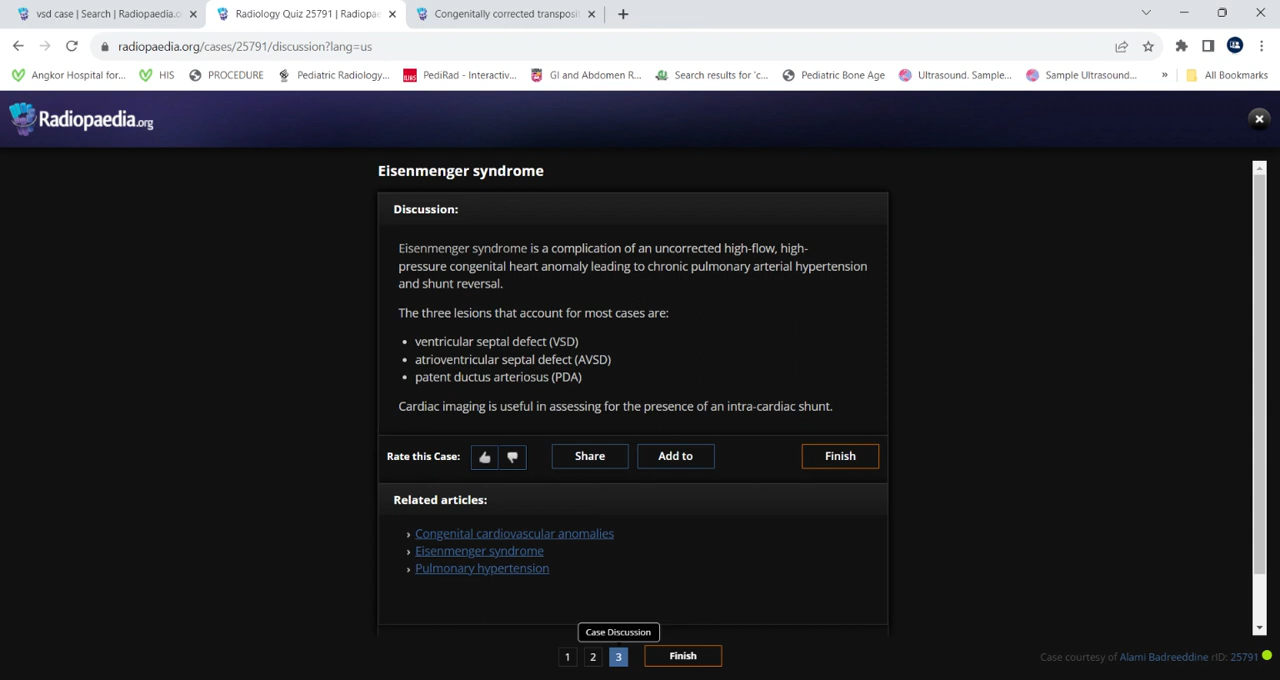 vsd case | Search | Radiopaedia.o
Radiology Quiz 25791 | Radiopae
Congenitally corrected transposit
radiopaedia.org/cases/25791/discussion?lang=us
Angkor Hospital for...
HIS
PROCEDURE
Pediatric Radiology,...
PediRad - Interactiv...
GI and Abdomen R...
Search results for 'c...
Pediatric Bone Age
Ultrasound. Sample...
Sample Ultrasound...
»
All Bookmarks
Radiopaedia.org
Eisenmenger syndrome
Discussion:
Eisenmenger syndrome is a complication of an uncorrected high-flow, high-
pressure congenital heart anomaly leading to chronic pulmonary arterial hypertension
and shunt reversal.
The three lesions that account for most cases are:
• ventricular septal defect (VSD)
• atrioventricular septal defect (AVSD)
• patent ductus arteriosus (PDA)
Cardiac imaging is useful in assessing for the presence of an intra-cardiac shunt.
Rate this Case:
Share
Add to
Finish
Related articles:
› Congenital cardiovascular anomalies
› Eisenmenger syndrome
› Pulmonary hypertension
Case Discussion
1 2 3 Finish
Case courtesy of Alami Badreeddine rID: 25791